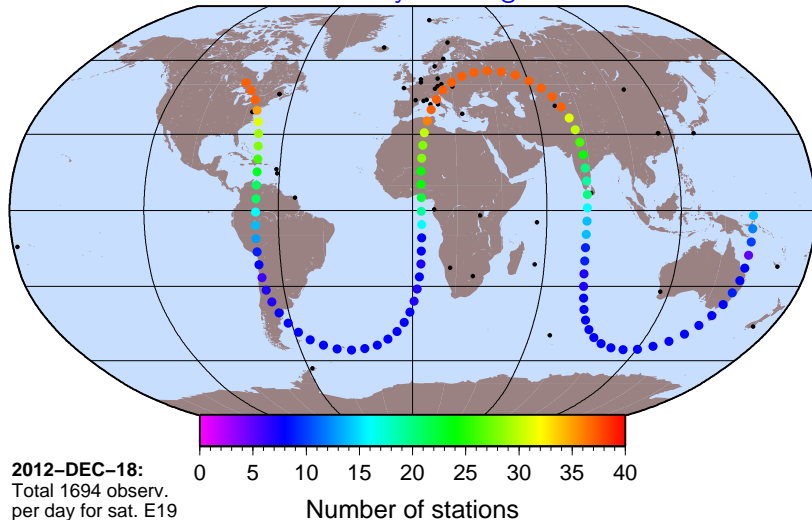 0 5 10 15 20 25 30 35 40
2012−DEC−18:
Total 1694 observ.
per day for sat. E19
Number of stations